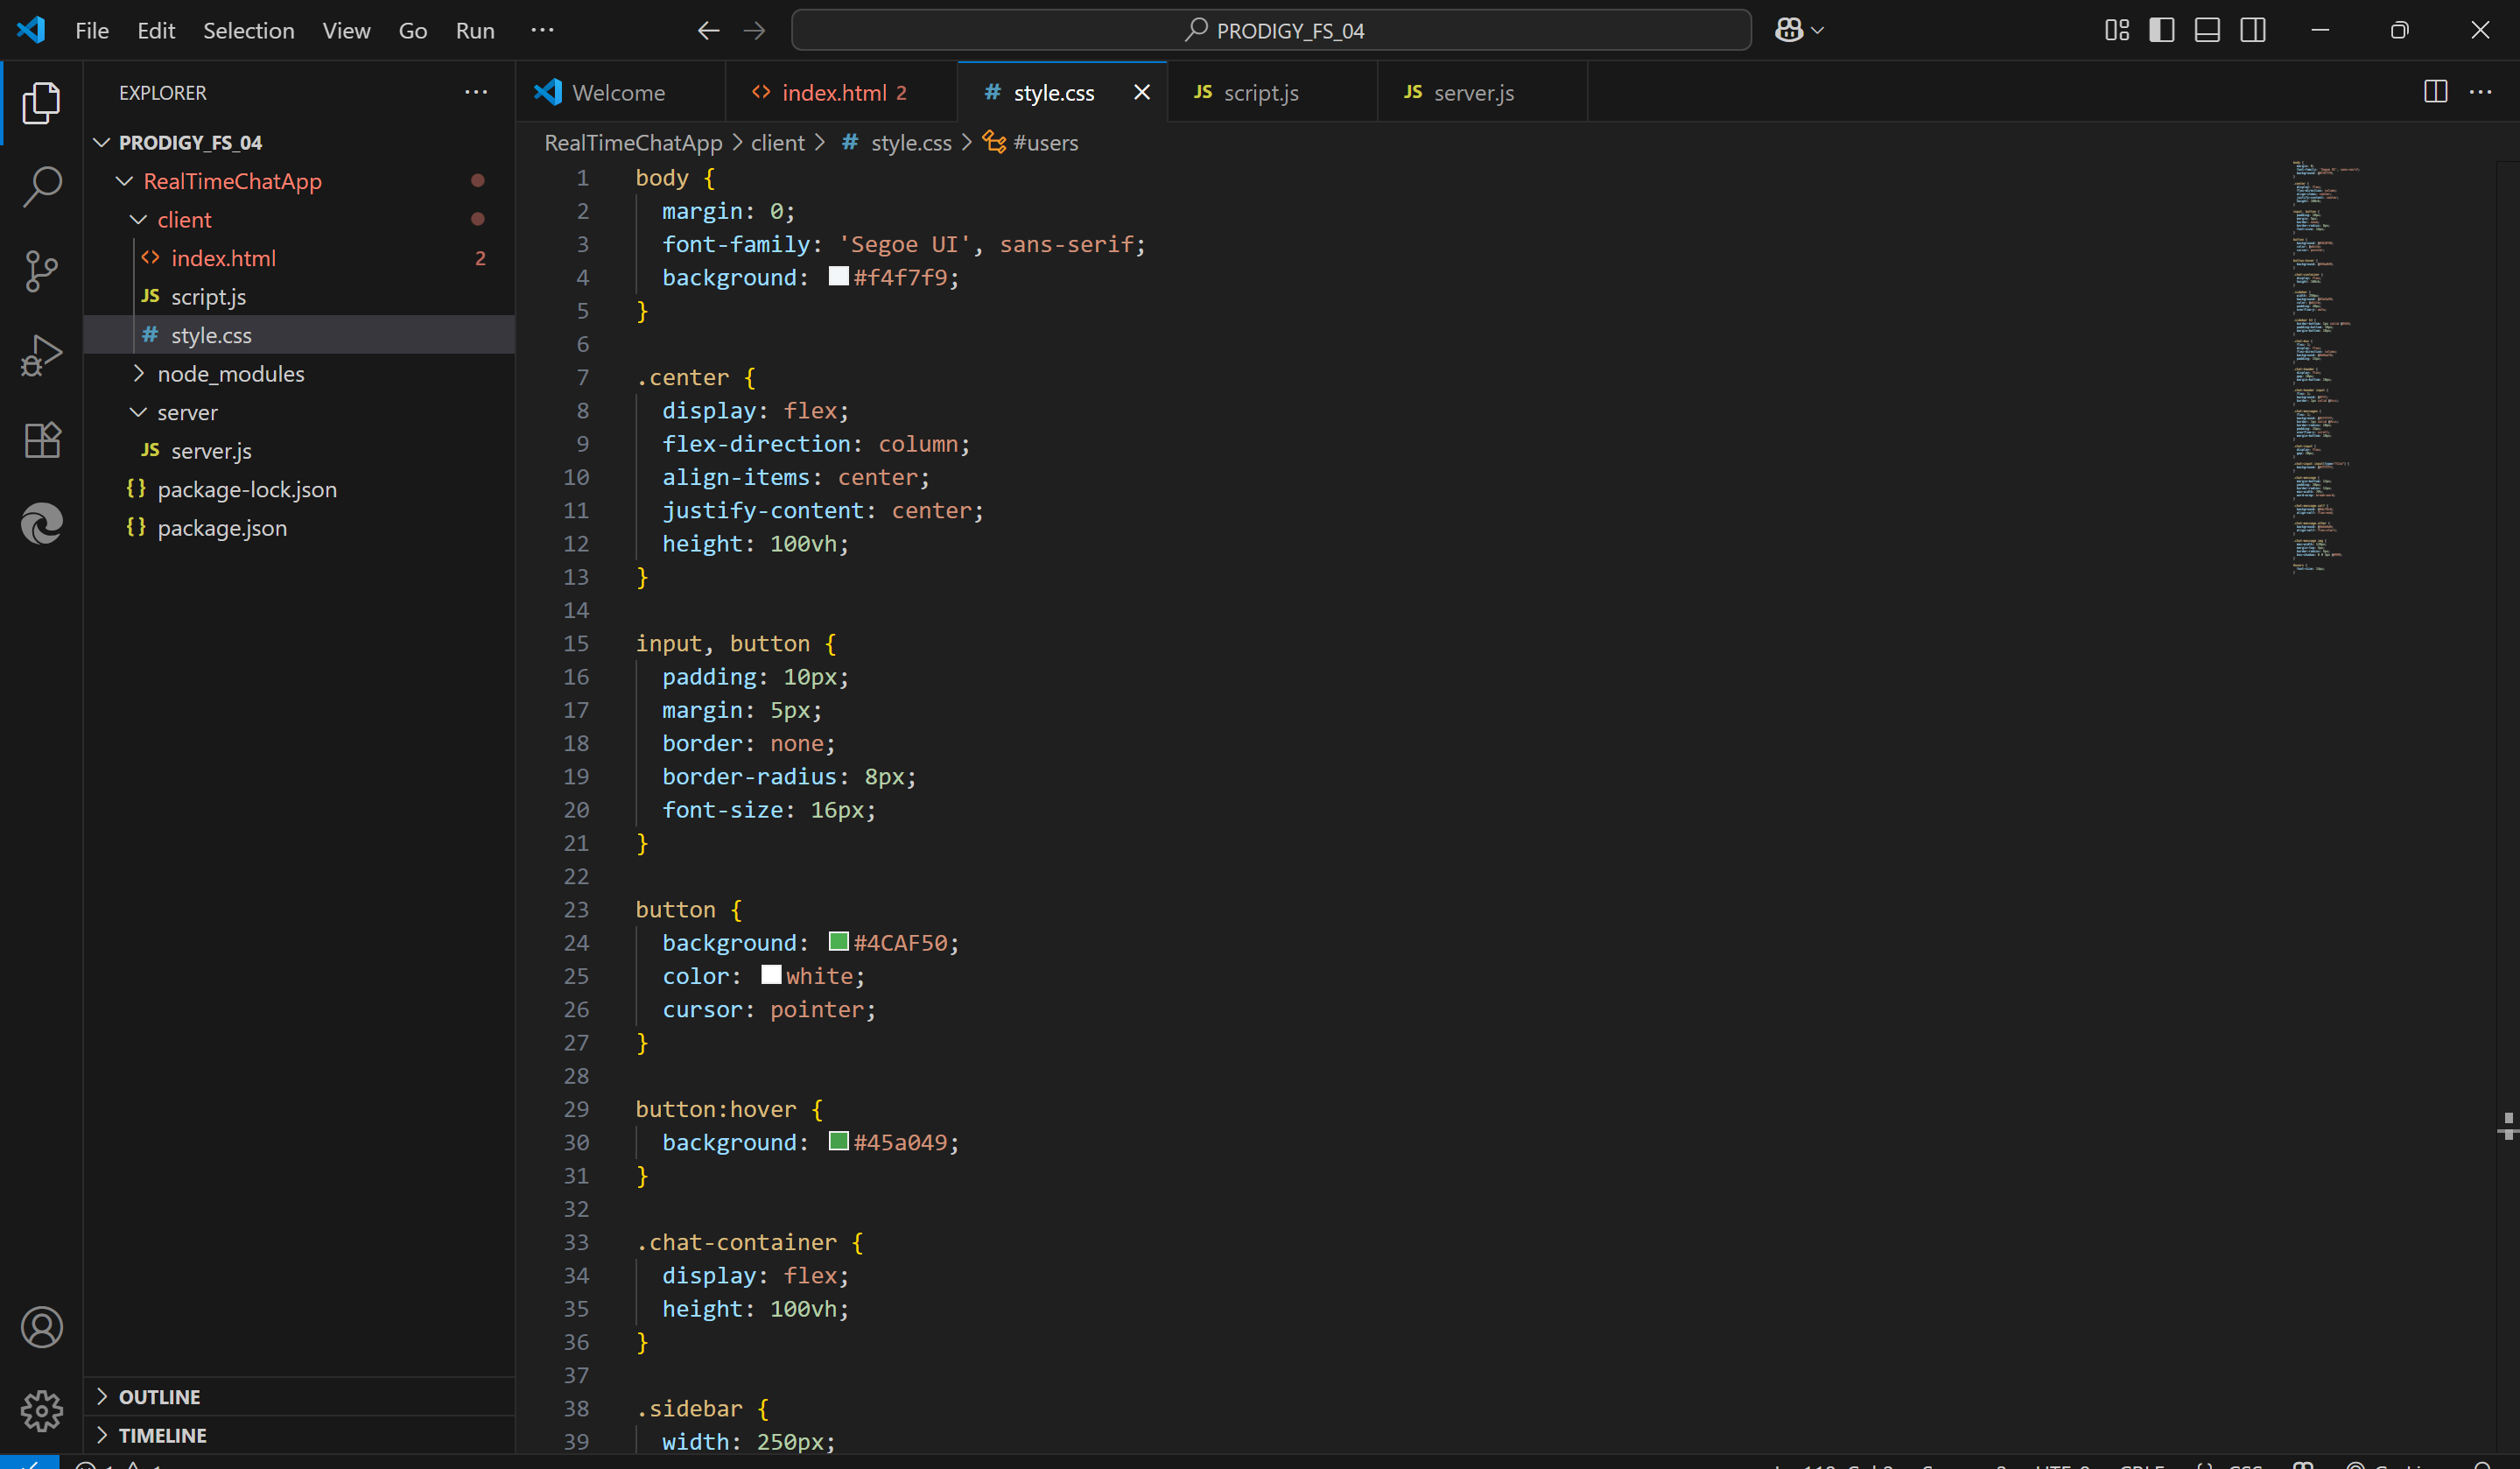 File Edit Selection View Go Run ···
PRODIGY_FS_04
EXPLORER ···
PRODIGY_FS_04
RealTimeChatApp
client
<> index.html 2
JS script.js
# style.css
node_modules
server
JS server.js
{} package-lock.json
{} package.json
OUTLINE
TIMELINE
Welcome
<> index.html 2
# style.css
JS script.js
JS server.js
RealTimeChatApp > client > # style.css > #users
1 body {
2 margin: 0;
3 font-family: 'Segoe UI', sans-serif;
4 background: #f4f7f9;
5 }
6
7 .center {
8 display: flex;
9 flex-direction: column;
10 align-items: center;
11 justify-content: center;
12 height: 100vh;
13 }
14
15 input, button {
16 padding: 10px;
17 margin: 5px;
18 border: none;
19 border-radius: 8px;
20 font-size: 16px;
21 }
22
23 button {
24 background: #4CAF50;
25 color: white;
26 cursor: pointer;
27 }
28
29 button:hover {
30 background: #45a049;
31 }
32
33 .chat-container {
34 display: flex;
35 height: 100vh;
36 }
37
38 .sidebar {
39 width: 250px;